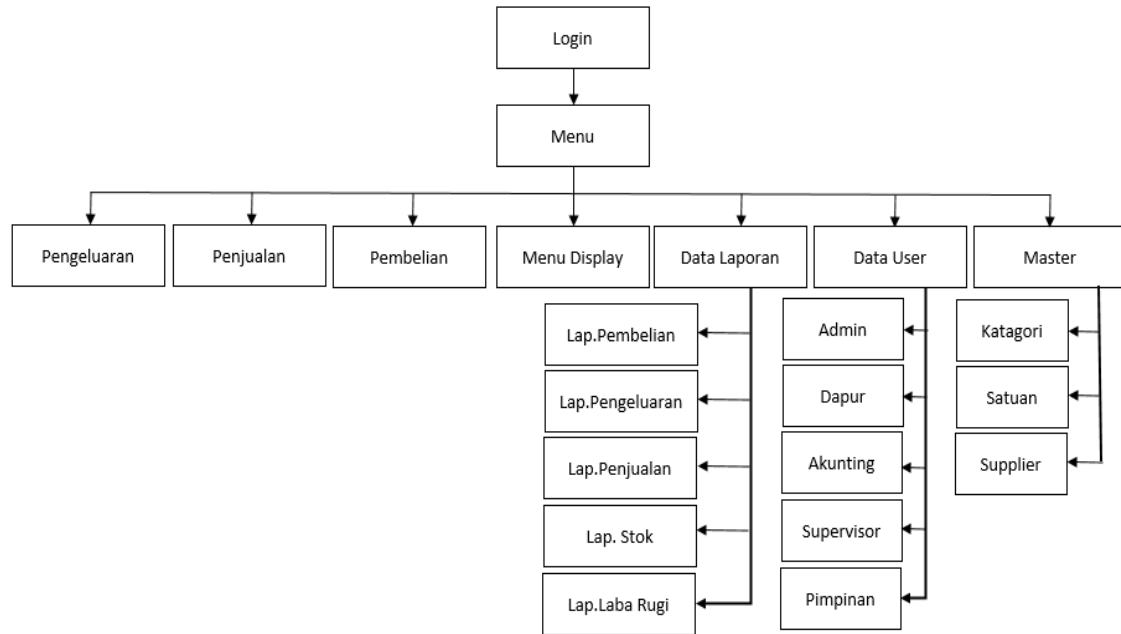 Login
Menu
Pengeluaran
Penjualan
Pembelian
Menu Display
Data Laporan
Data User
Master
Lap.Pembelian
Lap.Pengeluaran
Lap.Penjualan
Lap. Stok
Lap.Laba Rugi
Admin
Dapur
Akunting
Supervisor
Pimpinan
Katagori
Satuan
Supplier